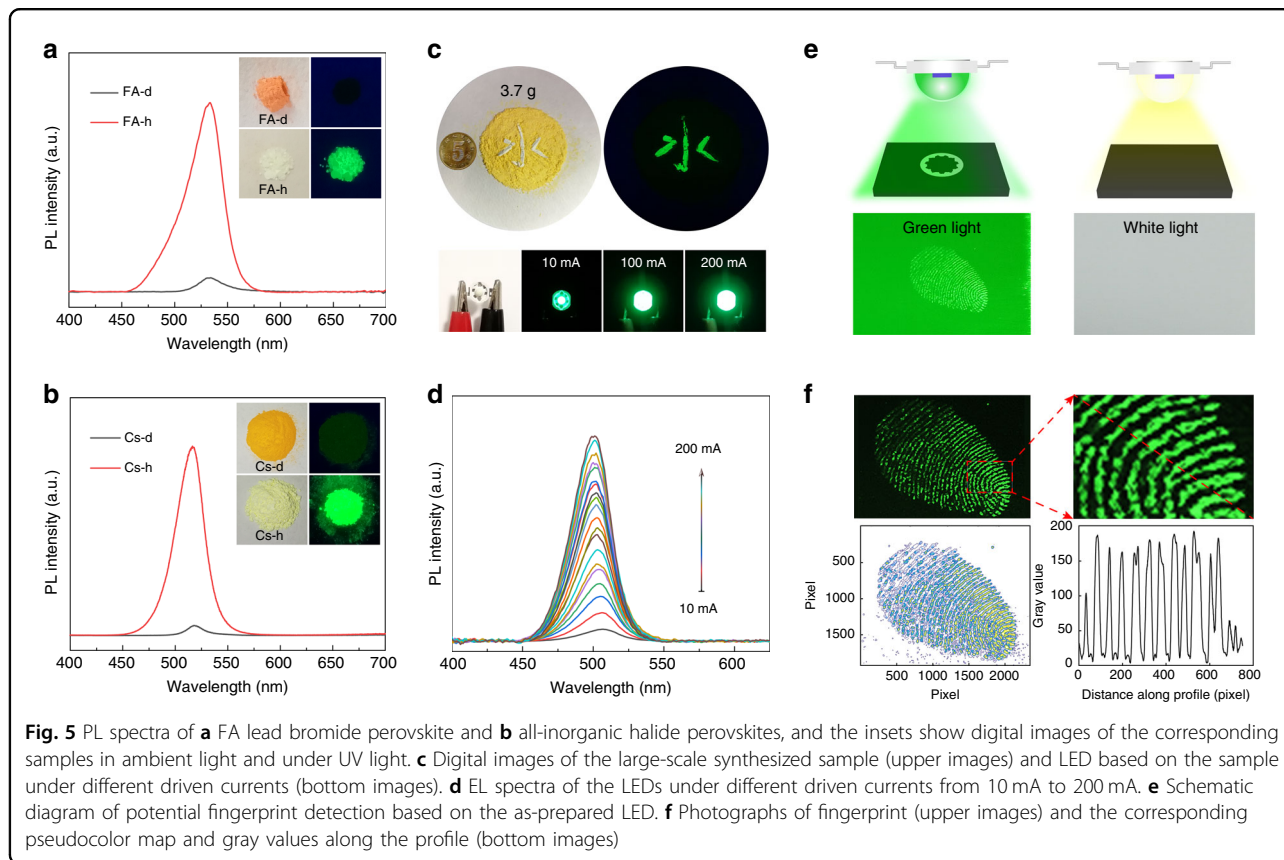 a
PL intensity (a.u.)
FA-d
FA-h
FA-d
FA-h
400 450 500 550 600 650 700
Wavelength (nm)
b
PL intensity (a.u.)
Cs-d
Cs-h
Cs-d
Cs-h
400 450 500 550 600 650 700
Wavelength (nm)
c
3.7 g
5
水
水
10 mA
100 mA
200 mA
d
PL intensity (a.u.)
200 mA
10 mA
400 450 500 550 600
Wavelength (nm)
e
Green light
White light
f
Pixel
500
1000
1500
500 1000 1500 2000
Pixel
Gray value
200
150
100
50
0
0 200 400 600 800
Distance along profile (pixel)
Fig. 5 PL spectra of a FA lead bromide perovskite and b all-inorganic halide perovskites, and the insets show digital images of the corresponding
samples in ambient light and under UV light. c Digital images of the large-scale synthesized sample (upper images) and LED based on the sample
under different driven currents (bottom images). d EL spectra of the LEDs under different driven currents from 10 mA to 200 mA. e Schematic
diagram of potential fingerprint detection based on the as-prepared LED. f Photographs of fingerprint (upper images) and the corresponding
pseudocolor map and gray values along the profile (bottom images)